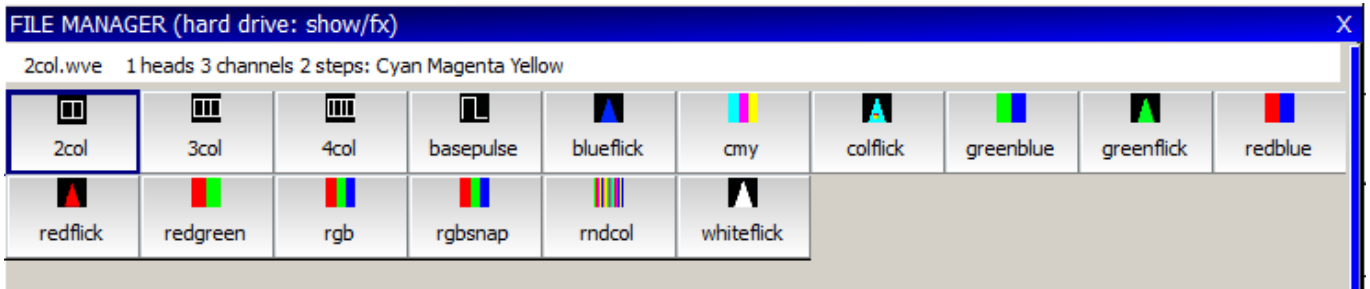 FILE MANAGER (hard drive: show/fx) X
2col.wve 1 heads 3 channels 2 steps: Cyan Magenta Yellow
2col 3col 4col basepulse blueflick cmy colflick greenblue greenflick redblue
redflick redgreen rgb rgbsnap rndcol whiteflick